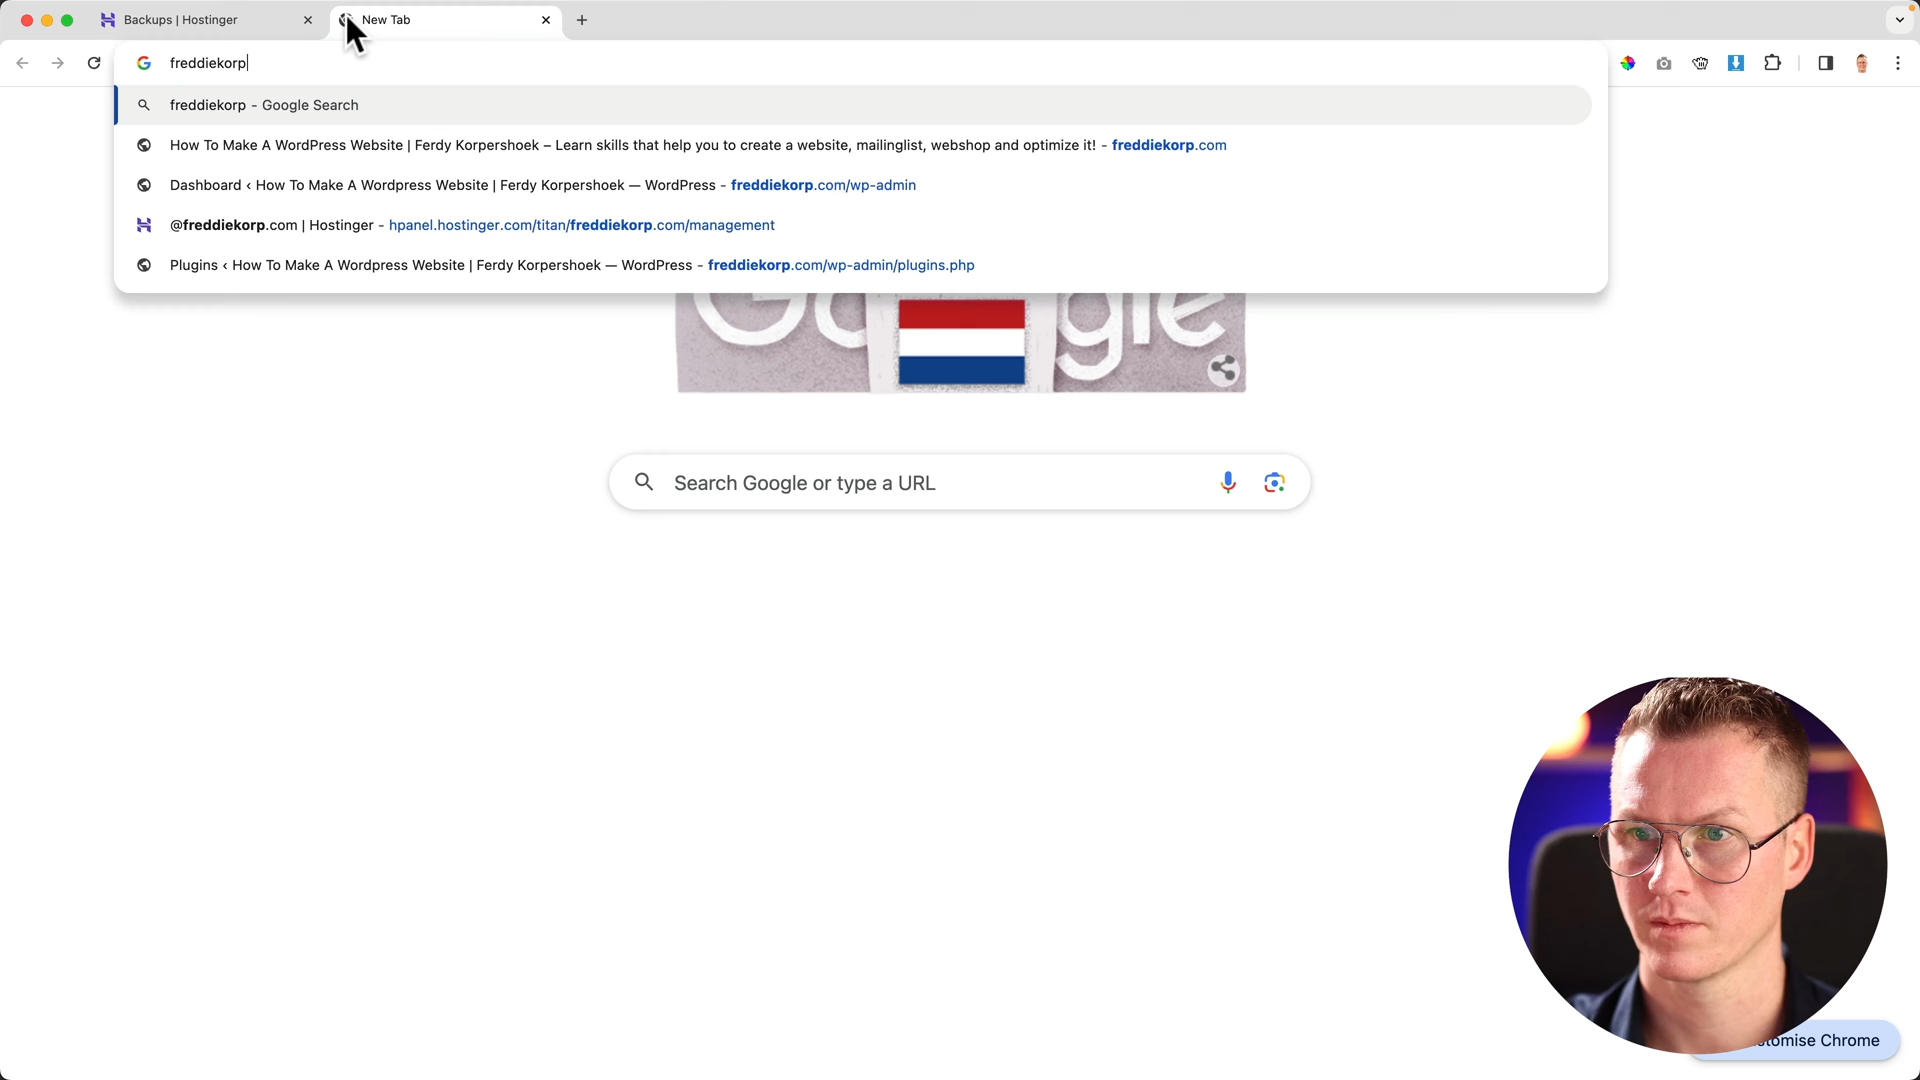 Backups | Hostinger
New Tab
freddiekorp
freddiekorp - Google Search
How To Make A WordPress Website | Ferdy Korpershoek – Learn skills that help you to create a website, mailinglist, webshop and optimize it! - freddiekorp.com
Dashboard ‹ How To Make A Wordpress Website | Ferdy Korpershoek — WordPress - freddiekorp.com/wp-admin
@freddiekorp.com | Hostinger - hpanel.hostinger.com/titan/freddiekorp.com/management
Plugins ‹ How To Make A Wordpress Website | Ferdy Korpershoek — WordPress - freddiekorp.com/wp-admin/plugins.php
Search Google or type a URL
Chrome